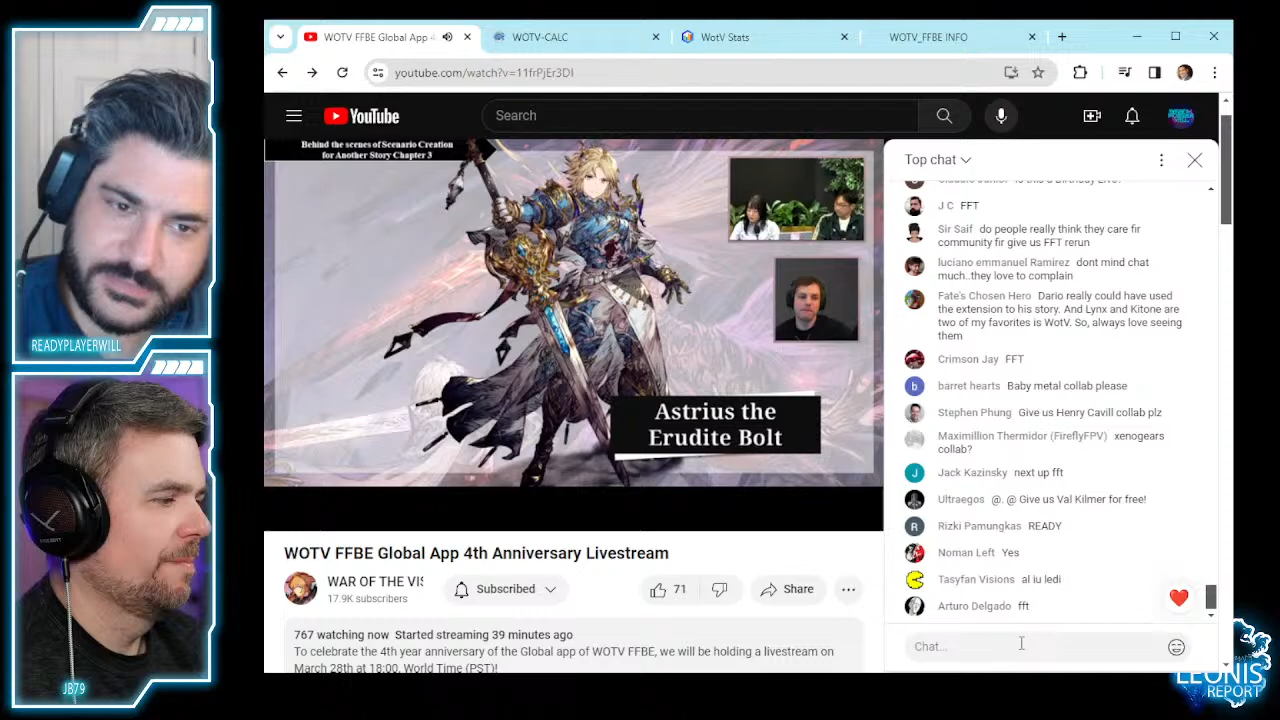 WOTV FFBE Global App 4
WOTV-CALC
WotV Stats
WOTV_FFBE INFO
youtube.com/watch?v=11frPjEr3DI
YouTube
Search
Behind the scenes of Scenario Creation
for Another Story Chapter 3
Astrius the
Erudite Bolt
WOTV FFBE Global App 4th Anniversary Livestream
WAR OF THE VIS
17.9K subscribers
Subscribed
71
Share
767 watching now Started streaming 39 minutes ago
To celebrate the 4th year anniversary of the Global app of WOTV FFBE, we will be holding a livestream on
March 28th at 18:00, World Time (PST)!
Top chat
J C FFT
Sir Saif do people really think they care fir
community fir give us FFT rerun
luciano emmanuel Ramirez dont mind chat
much..they love to complain
Fate's Chosen Hero Dario really could have used
the extension to his story. And Lynx and Kitone are
two of my favorites is WotV. So, always love seeing
them
Crimson Jay FFT
b
barret hearts Baby metal collab please
Stephen Phung Give us Henry Cavill collab plz
Maximillion Thermidor (FireflyFPV) xenogears
collab?
J
Jack Kazinsky next up fft
Ultraegos @. @ Give us Val Kilmer for free!
R
Rizki Pamungkas READY
Noman Left Yes
Tasyfan Visions al iu ledi
Arturo Delgado fft
Chat...
READYPLAYERWILL
JB79
LEONIS
REPORT